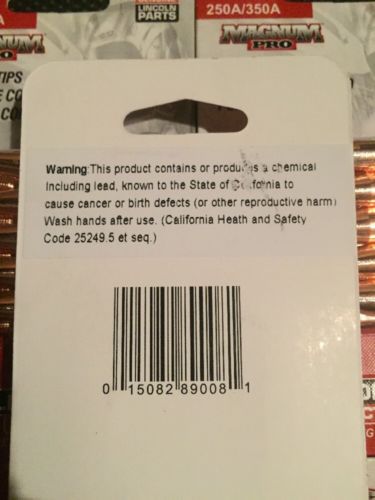 GENUINE
LINCOLN
PARTS
250A/350A
MAGNUM
PRO
MAGNUM
PRO
TIPS
Warning:This product contains or produces a chemical
Including lead, known to the State of California to
cause cancer or birth defects (or other reproductive harm)
Wash hands after use. (California Heath and Safety
Code 25249.5 et seq.)
0 15082 89008 1